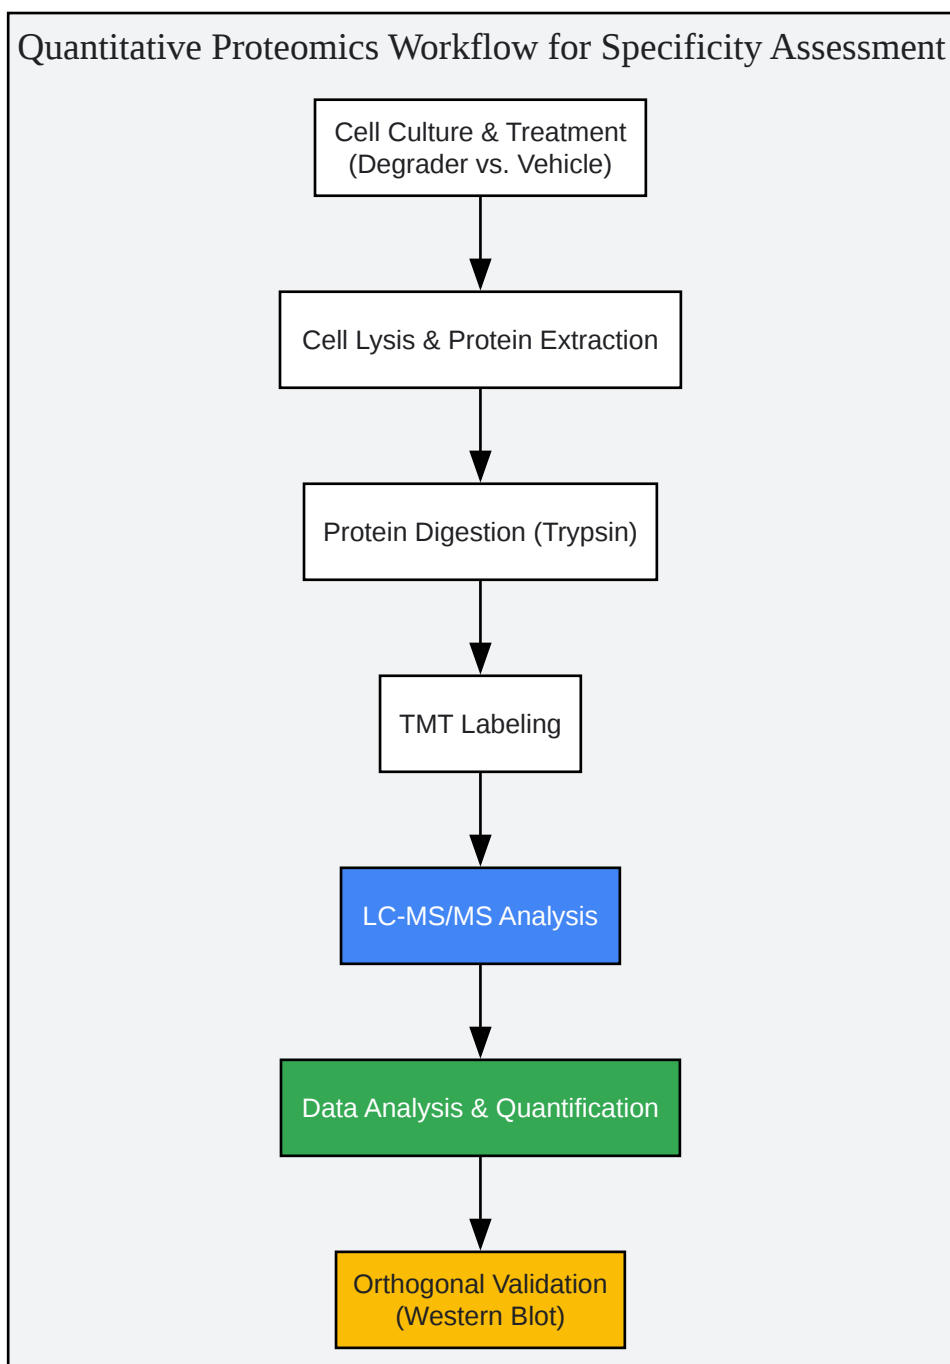 Quantitative Proteomics Workflow for Specificity Assessment
Cell Culture & Treatment
(Degrader vs. Vehicle)
Cell Lysis & Protein Extraction
Protein Digestion (Trypsin)
TMT Labeling
LC-MS/MS Analysis
Data Analysis & Quantification
Orthogonal Validation
(Western Blot)